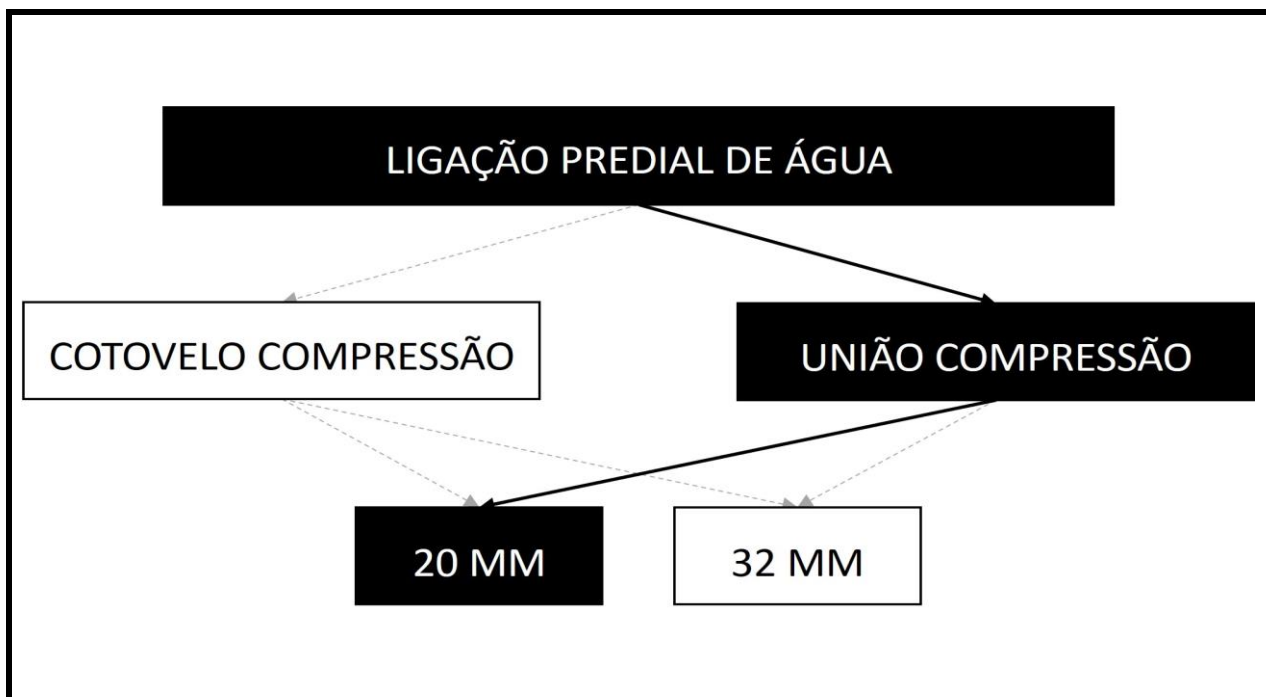 LIGAÇÃO PREDIAL DE ÁGUA
COTOVELO COMPRESSÃO
UNIÃO COMPRESSÃO
20 MM
32 MM